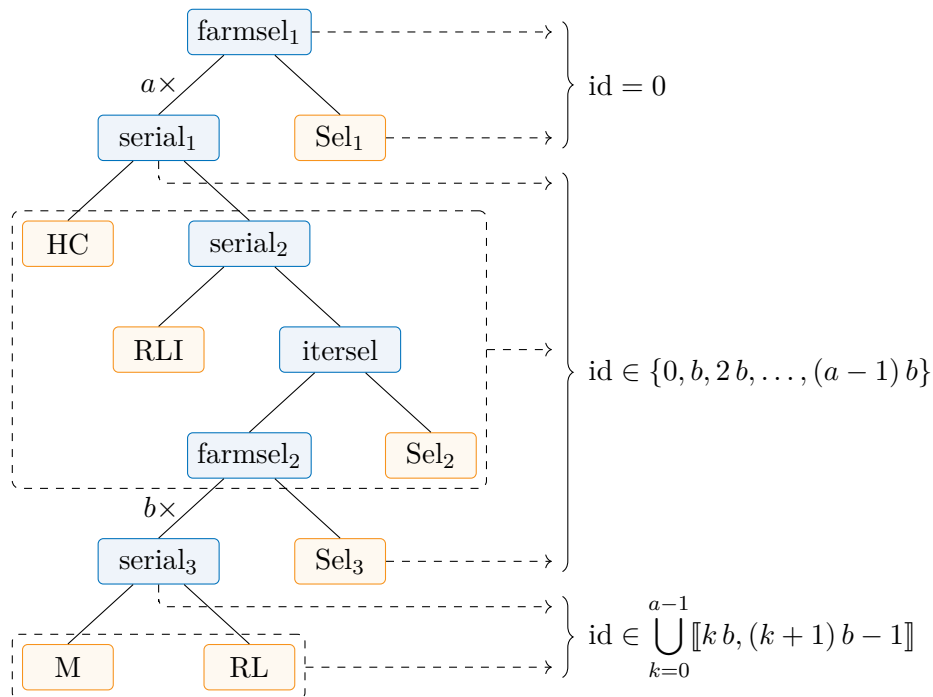 farmsel₁
a×
id = 0
serial₁
Sel₁
HC
serial₂
RLI
itersel
id ∈ {0, b, 2 b, . . . , (a − 1) b}
farmsel₂
Sel₂
b×
serial₃
Sel₃
id ∈ ⋃_{k=0}^{a−1} ⟦k b, (k + 1) b − 1⟧
M
RL